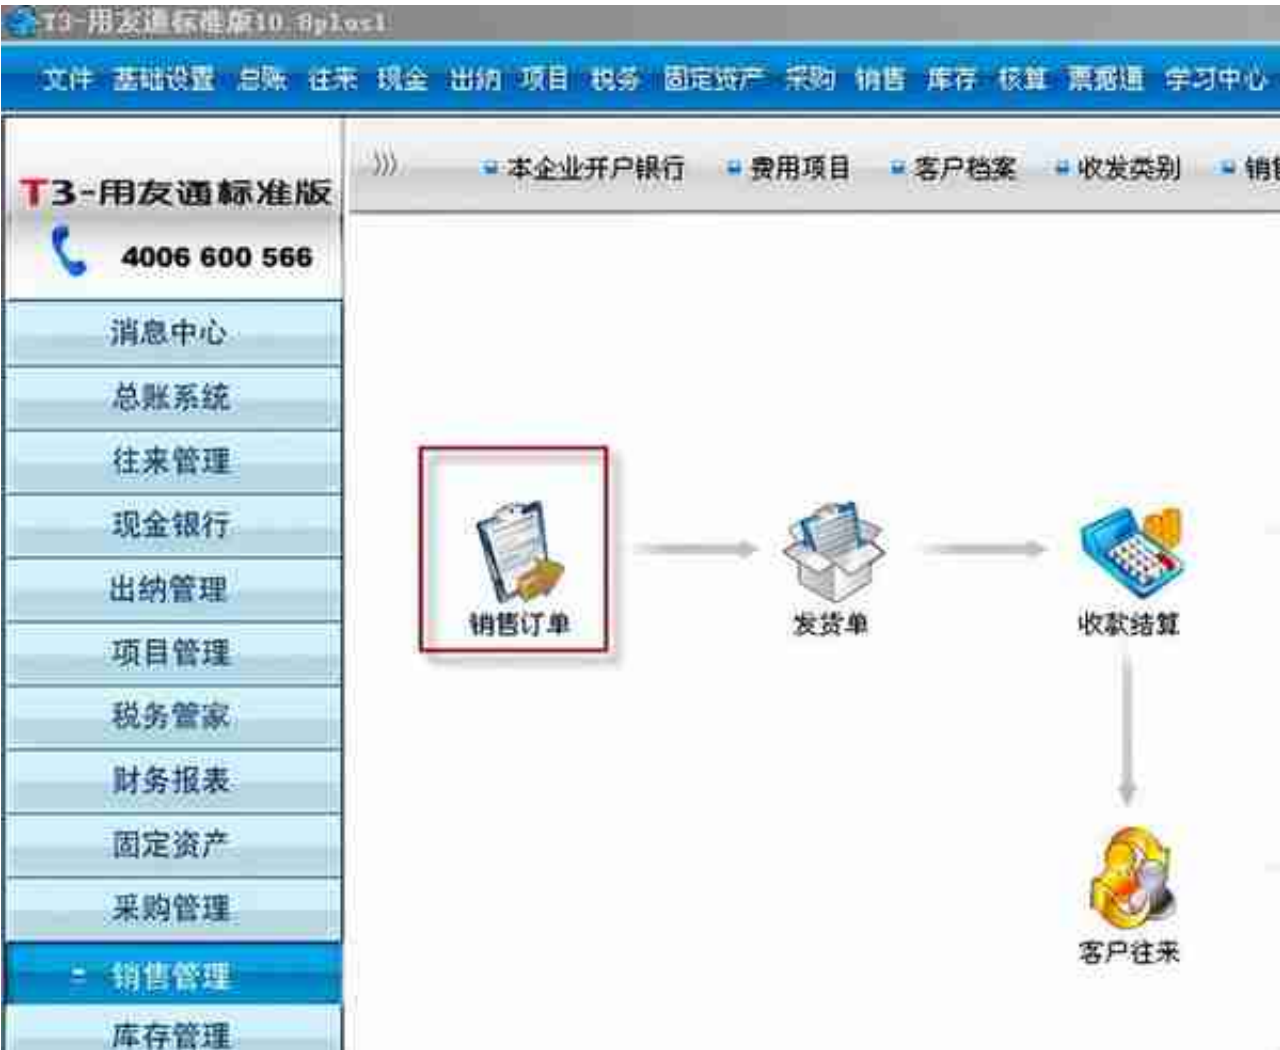 T3-用友通标准版10.8plus1
文件 基础设置 总账 往来 现金 出纳 项目 税务 固定资产 采购 销售 库存 核算 票据通 学习中心
本企业开户银行 费用项目 客户档案 收发类别 销售
T3-用友通标准版
4006 600 566
消息中心
总账系统
往来管理
现金银行
出纳管理
项目管理
税务管家
财务报表
固定资产
采购管理
销售管理
库存管理
销售订单 发货单 收款结算
客户往来